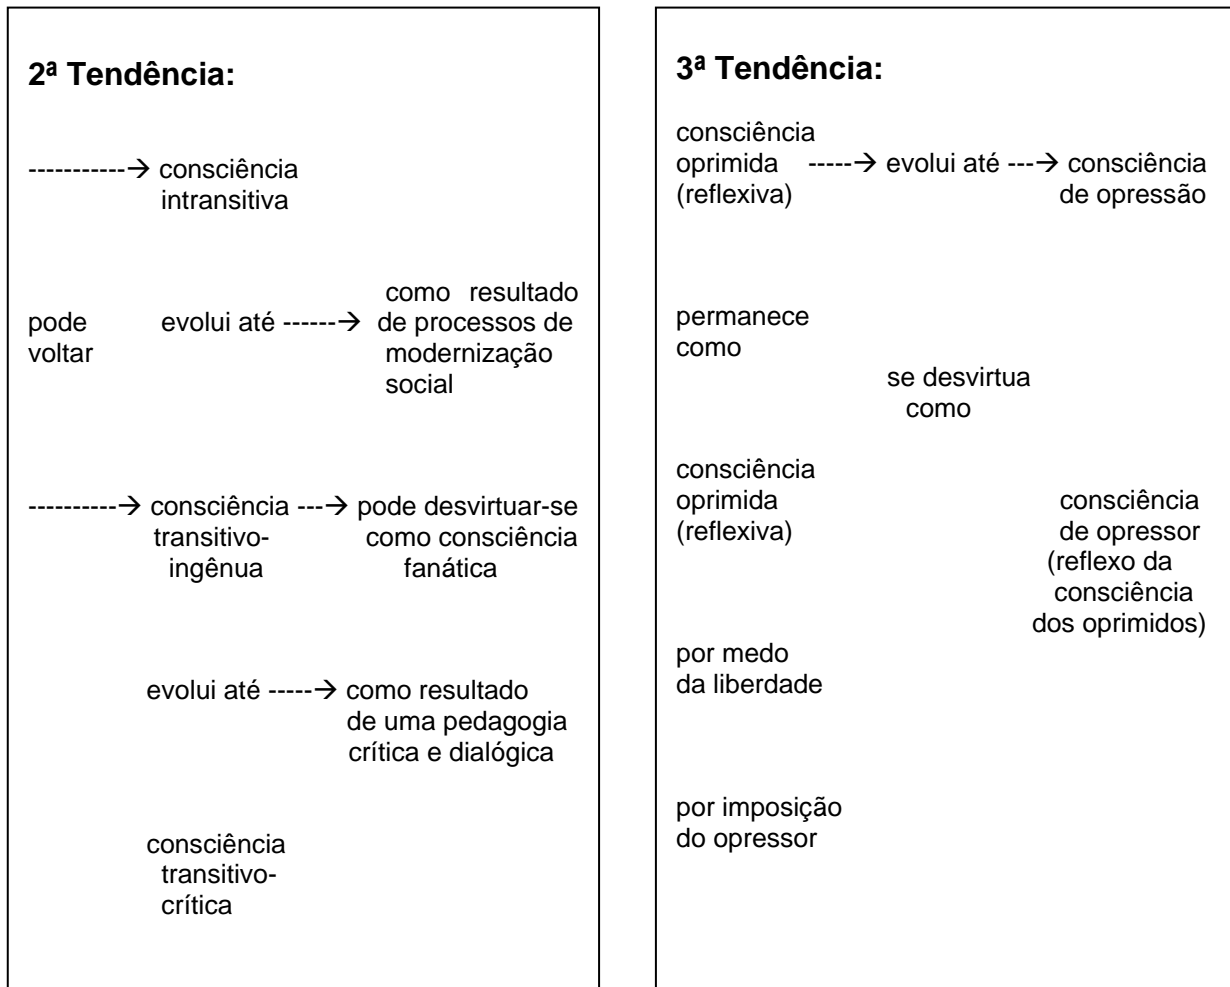 2ª Tendência:
-----------→ consciência
intransitiva
como resultado
pode evolui até ------→ de processos de
voltar modernização
social
----------→ consciência ---→ pode desvirtuar-se
transitivo- como consciência
ingênua fanática
evolui até -----→ como resultado
de uma pedagogia
crítica e dialógica
consciência
transitivo-
crítica
3ª Tendência:
consciência
oprimida -----→ evolui até ---→ consciência
(reflexiva) de opressão
permanece
como
se desvirtua
como
consciência
oprimida consciência
(reflexiva) de opressor
(reflexo da
consciência
dos oprimidos)
por medo
da liberdade
por imposição
do opressor